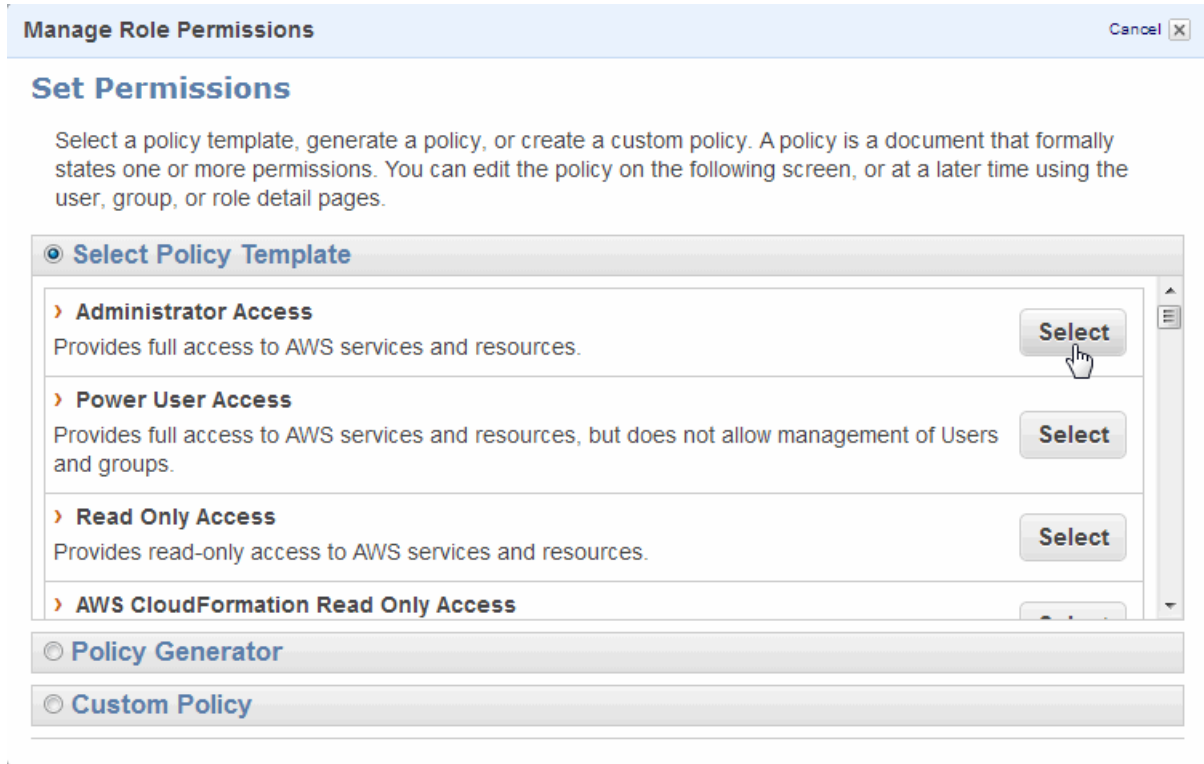 Manage Role Permissions
Cancel
Set Permissions
Select a policy template, generate a policy, or create a custom policy. A policy is a document that formally
states one or more permissions. You can edit the policy on the following screen, or at a later time using the
user, group, or role detail pages.
Select Policy Template
Administrator Access
Provides full access to AWS services and resources.
Select
Power User Access
Provides full access to AWS services and resources, but does not allow management of Users
and groups.
Select
Read Only Access
Provides read-only access to AWS services and resources.
Select
AWS CloudFormation Read Only Access
Policy Generator
Custom Policy